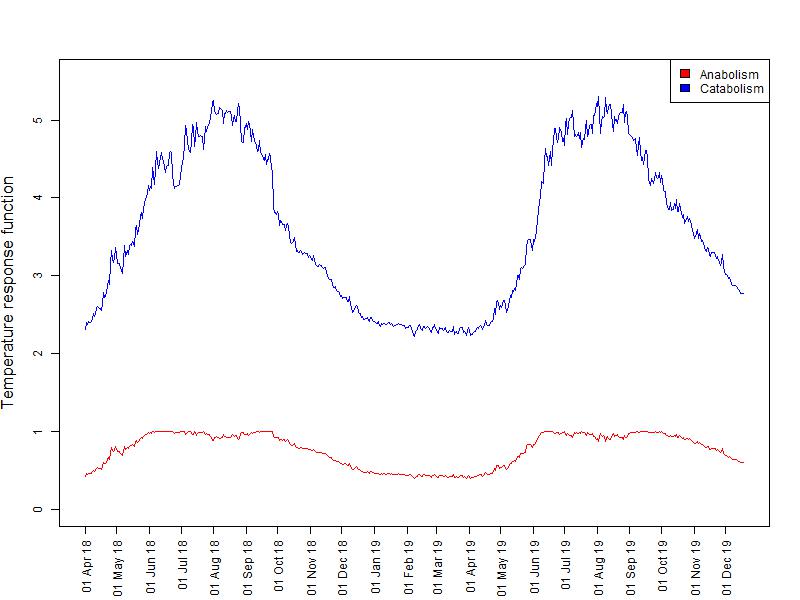 Anabolism
Catabolism
Temperature response function
5
4
3
2
1
0
01 Apr 18
01 May 18
01 Jun 18
01 Jul 18
01 Aug 18
01 Sep 18
01 Oct 18
01 Nov 18
01 Dec 18
01 Jan 19
01 Feb 19
01 Mar 19
01 Apr 19
01 May 19
01 Jun 19
01 Jul 19
01 Aug 19
01 Sep 19
01 Oct 19
01 Nov 19
01 Dec 19